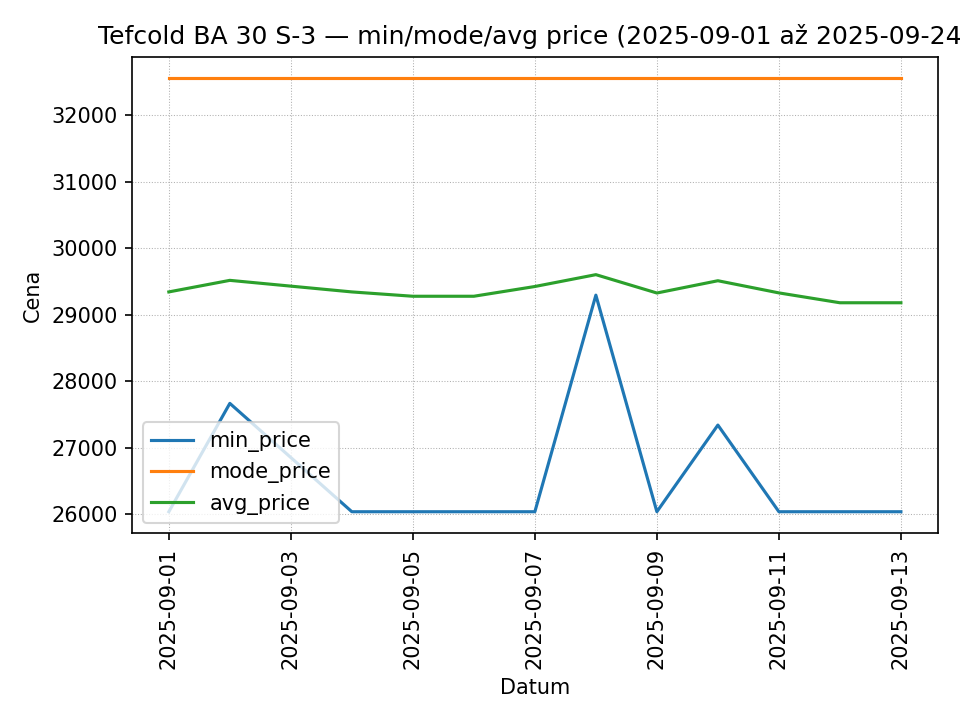 Tefcold BA 30 S-3 — min/mode/avg price (2025-09-01 až 2025-09-24
32000
31000
30000
29000
28000
27000
26000
Cena
min_price
mode_price
avg_price
2025-09-01
2025-09-03
2025-09-05
2025-09-07
2025-09-09
2025-09-11
2025-09-13
Datum